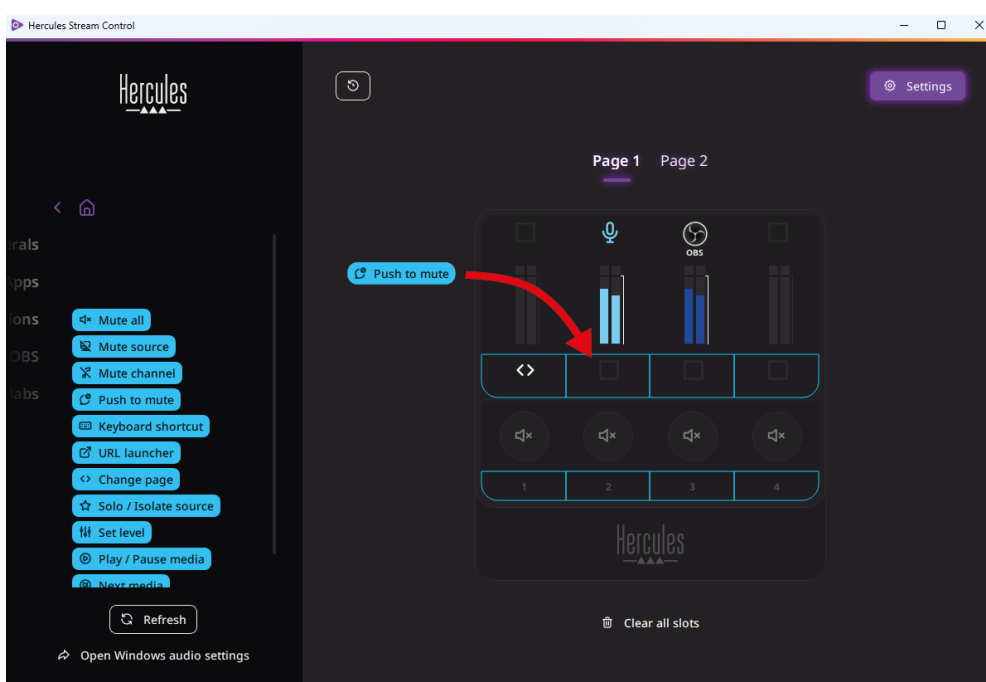 Hercules Stream Control
Hercules
Settings
Page 1 Page 2
OBS
Push to mute
erals
Apps
ions
OBS
labs
Mute all
Mute source
Mute channel
Push to mute
Keyboard shortcut
URL launcher
Change page
Solo / Isolate source
Set level
Play / Pause media
Next media
1 2 3 4
Hercules
Refresh
Clear all slots
Open Windows audio settings